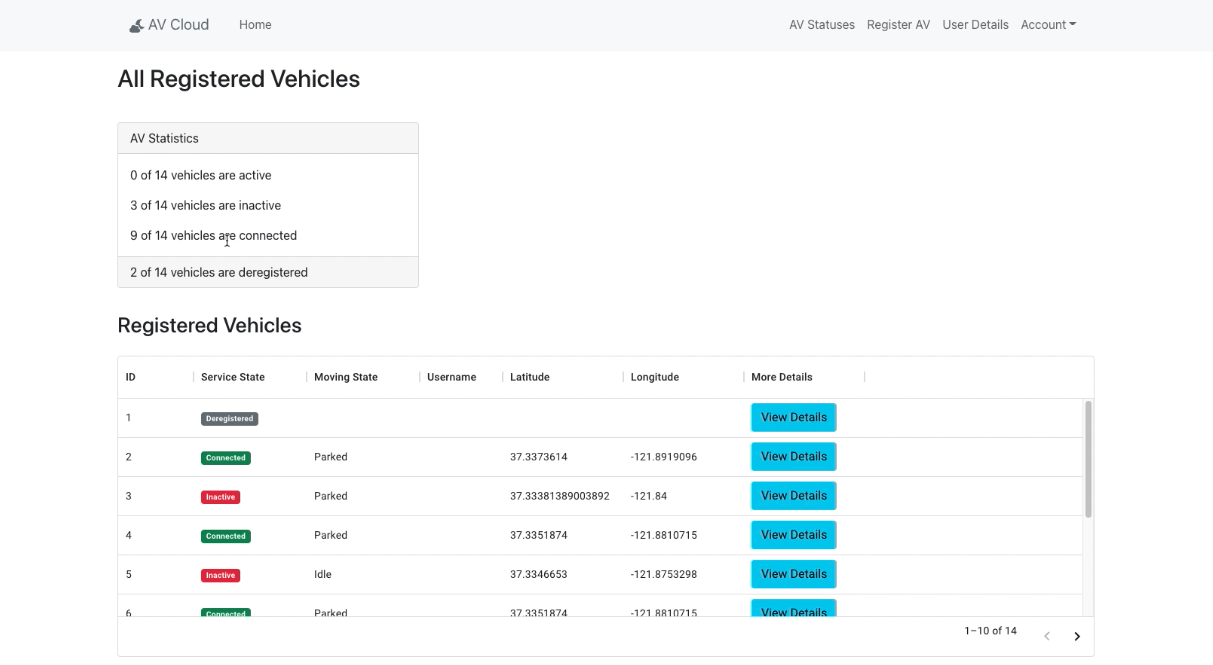 AV Cloud Home AV Statuses Register AV User Details Account
All Registered Vehicles
AV Statistics
0 of 14 vehicles are active
3 of 14 vehicles are inactive
9 of 14 vehicles are connected
2 of 14 vehicles are deregistered
Registered Vehicles
ID Service State Moving State Username Latitude Longitude More Details
1 Deregistered View Details
2 Connected Parked 37.3373614 -121.8919096 View Details
3 Inactive Parked 37.33381389003892 -121.84 View Details
4 Connected Parked 37.3351874 -121.8810715 View Details
5 Inactive Idle 37.3346653 -121.8753298 View Details
6 Connected Parked 37.3351874 -121.8810715 View Details
1–10 of 14